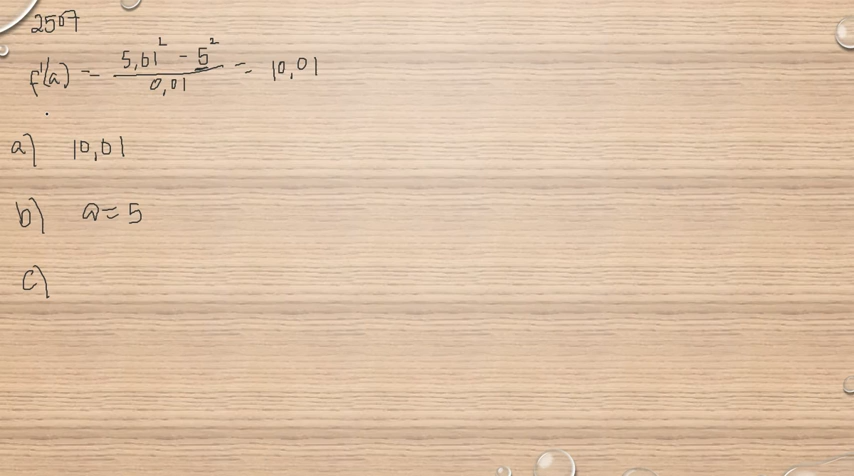 2507
f'(a) = (5,01² - 5²)/0,01 = 10,01
a) 10,01
b) a = 5
c)